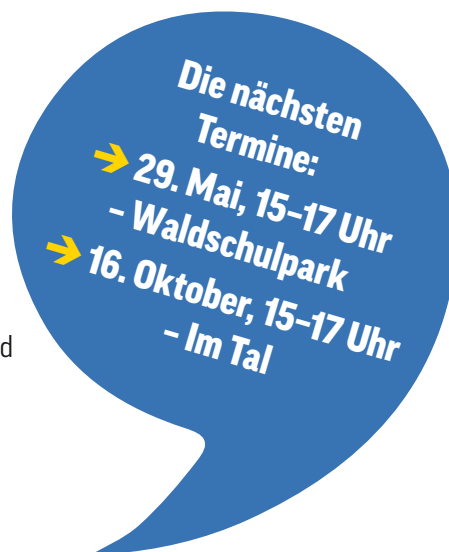 Die nächsten
Termine:
➔ 29. Mai, 15–17 Uhr
– Waldschulpark
➔ 16. Oktober, 15–17 Uhr
– Im Tal
d